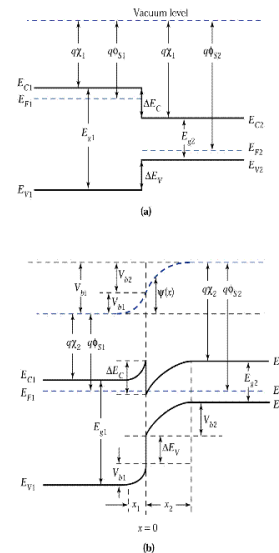 Vacuum level
qχ1 qϕS1 qχ1 qϕS2
EC1
EF1
ΔEC
EC2
Eg1 Eg2
EF2
EV2
ΔEV
EV1
(a)
Vb2
Vbi ψ(x)
Vb1
qχ2 qϕS1 qχ2 qϕS2
EC1 ΔEC E
EF1 Eg2 E
E
Eg1 Vb2
ΔEV
Vb1
EV1
x1 x2
x = 0
(b)